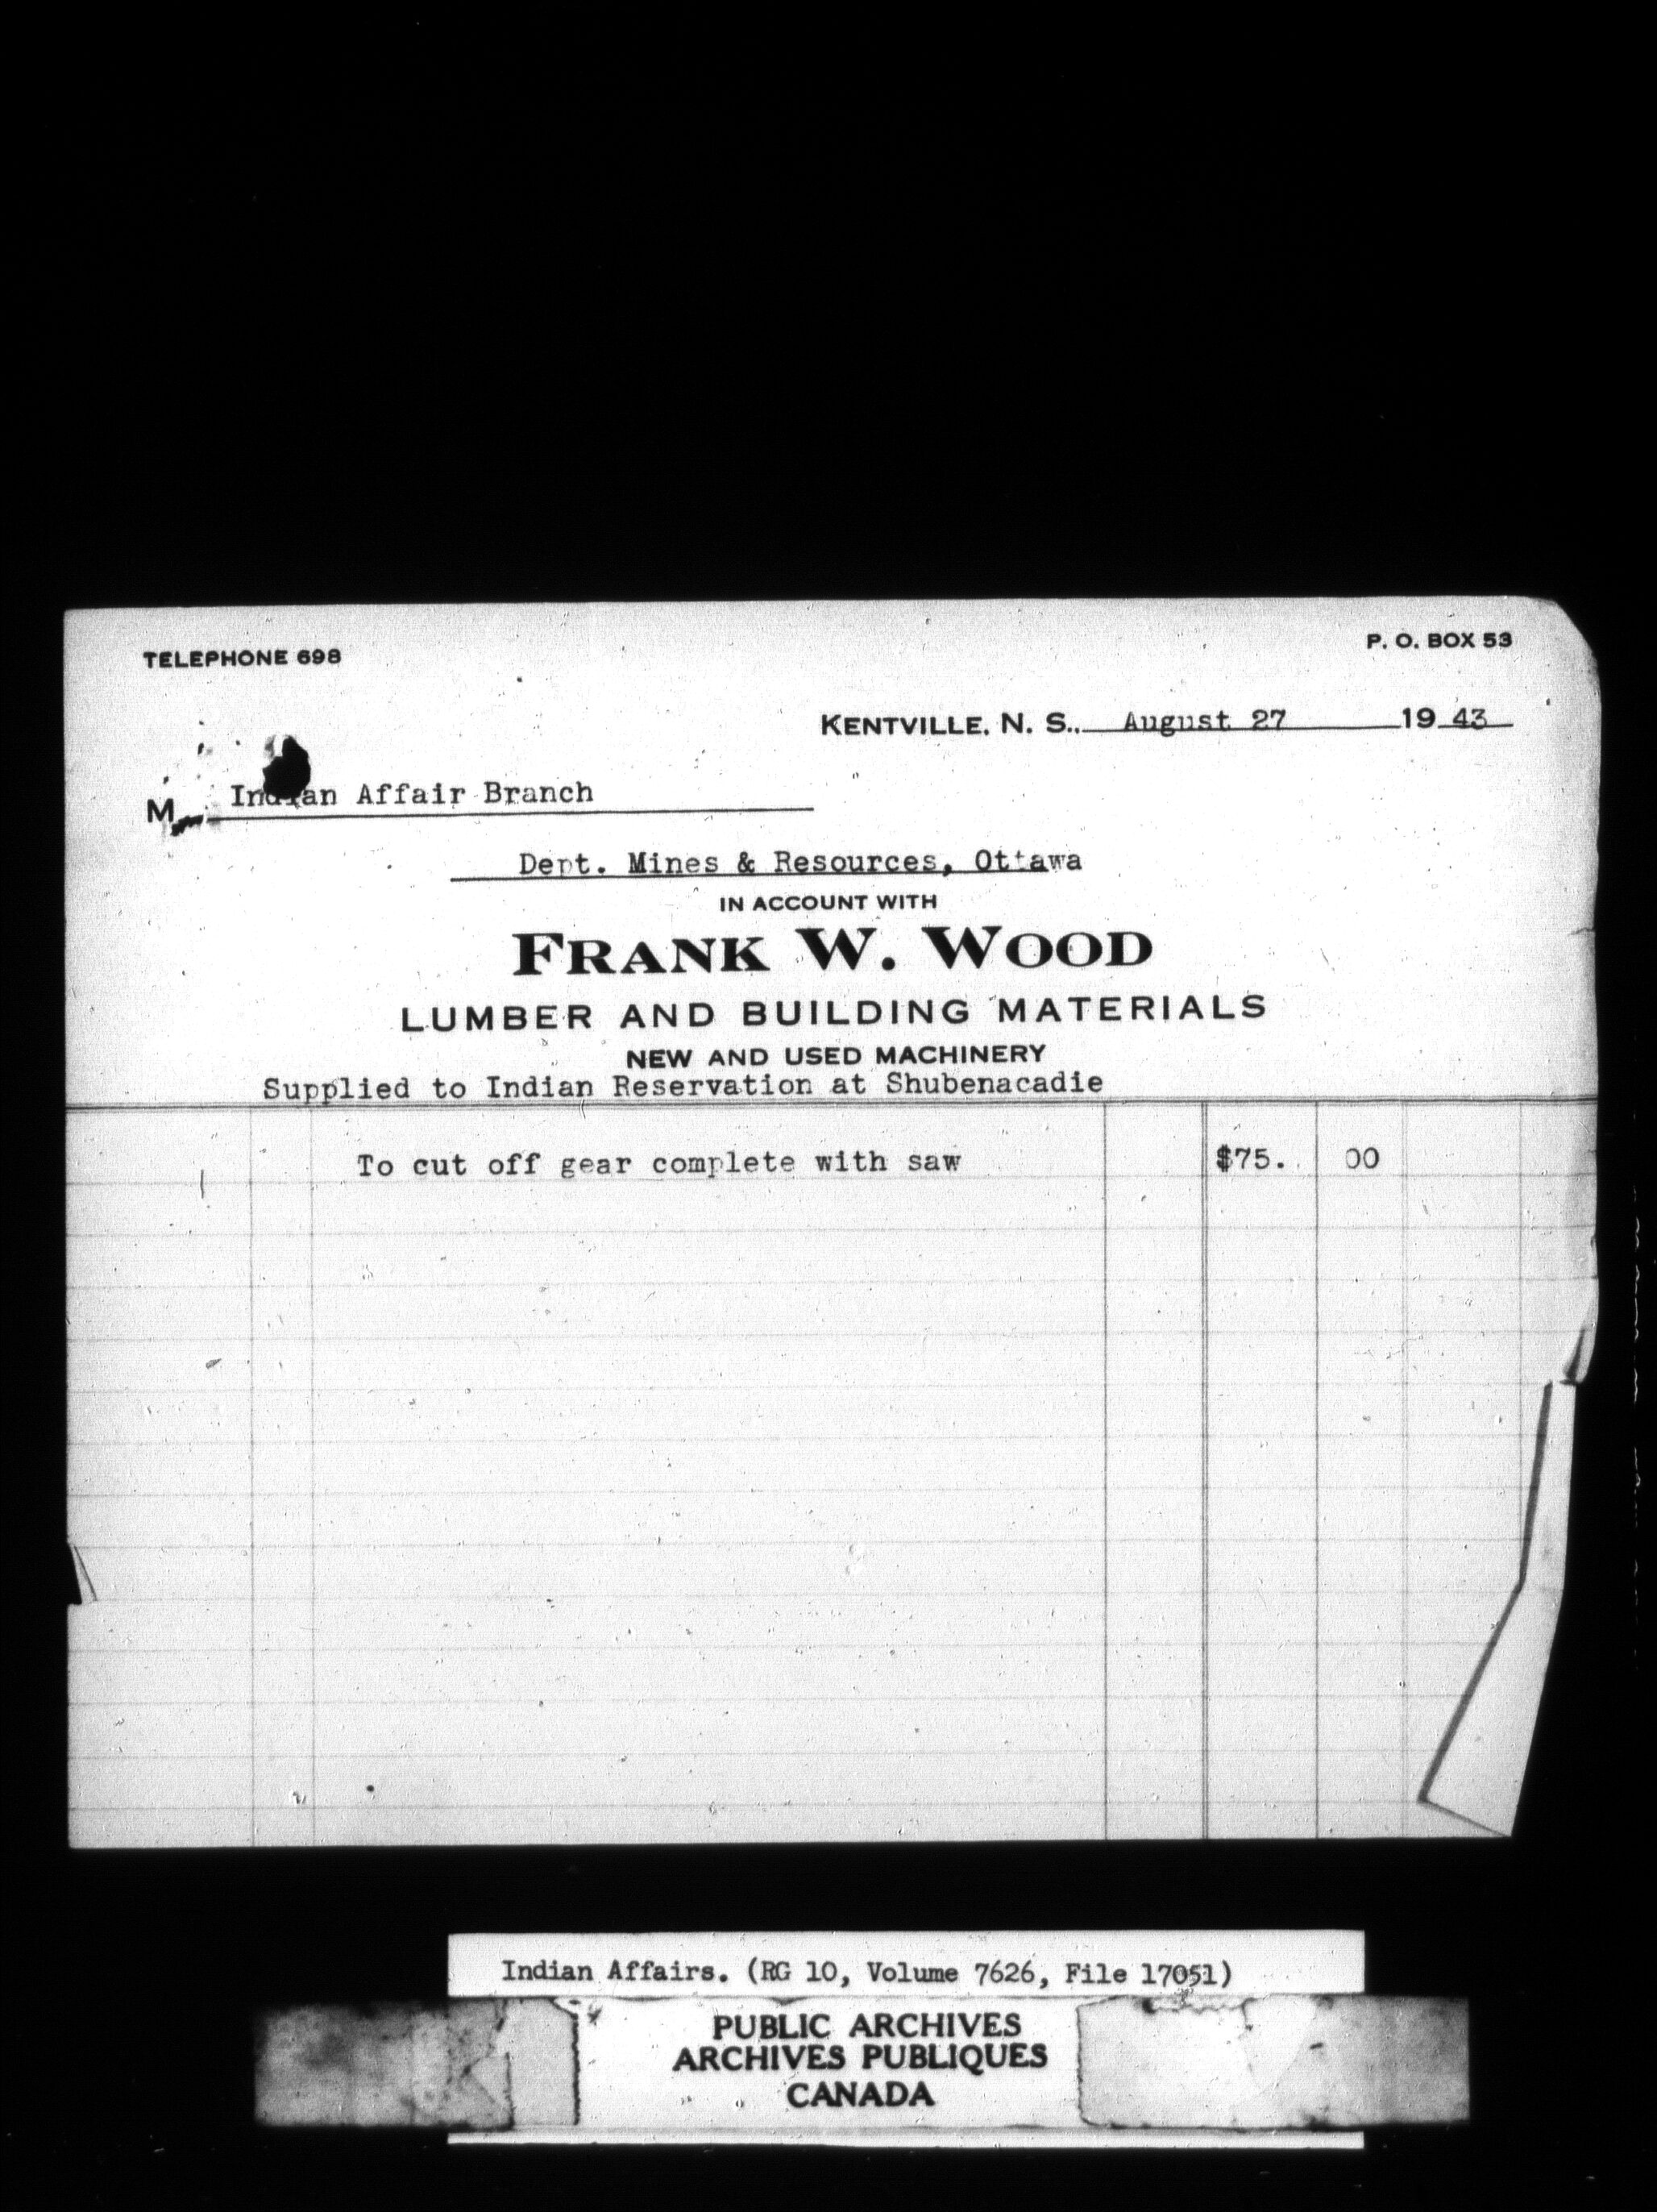 TELEPHONE 698
P. O. BOX 53
KENTVILLE, N. S., August 27 19 43
M Indian Affair Branch
Dept. Mines & Resources, Ottawa
IN ACCOUNT WITH
FRANK W. WOOD
LUMBER AND BUILDING MATERIALS
NEW AND USED MACHINERY
Supplied to Indian Reservation at Shubenacadie
To cut off gear complete with saw $75. 00
Indian Affairs. (RG 10, Volume 7626, File 17051)
PUBLIC ARCHIVES
ARCHIVES PUBLIQUES
CANADA